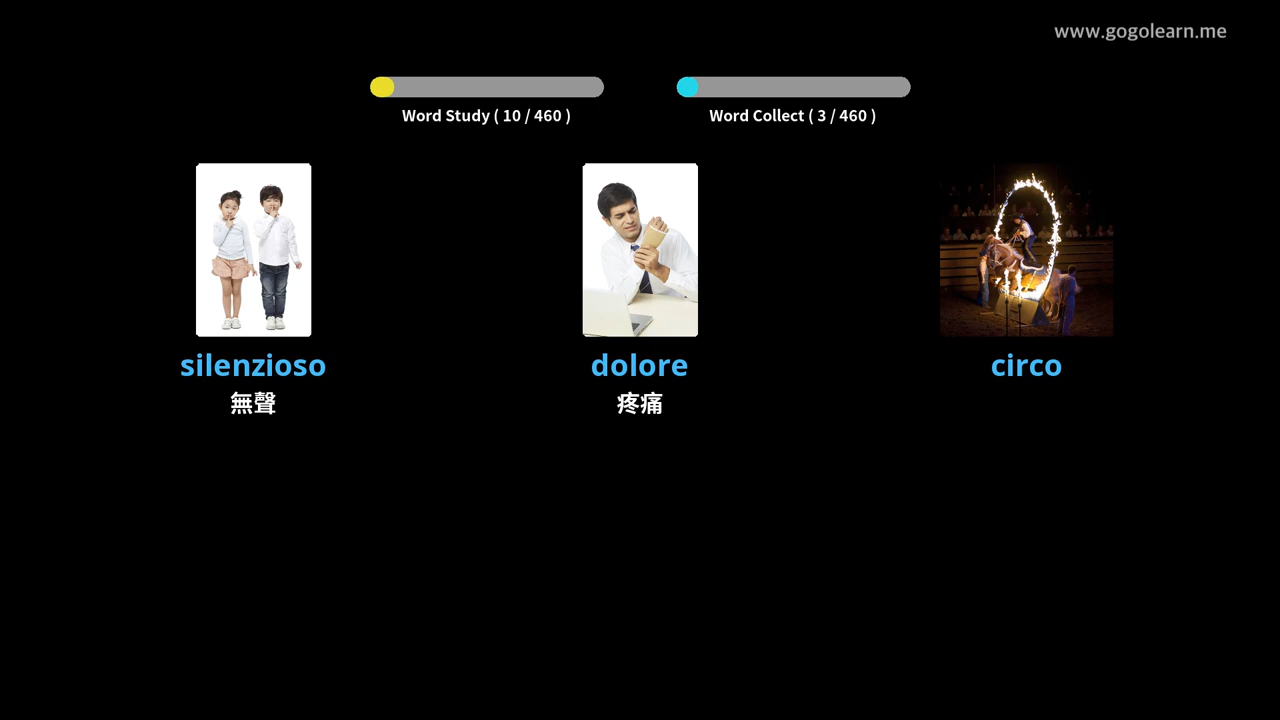 www.gogolearn.me
Word Study ( 10 / 460 )
Word Collect ( 3 / 460 )
silenzioso
dolore
circo
無聲
疼痛